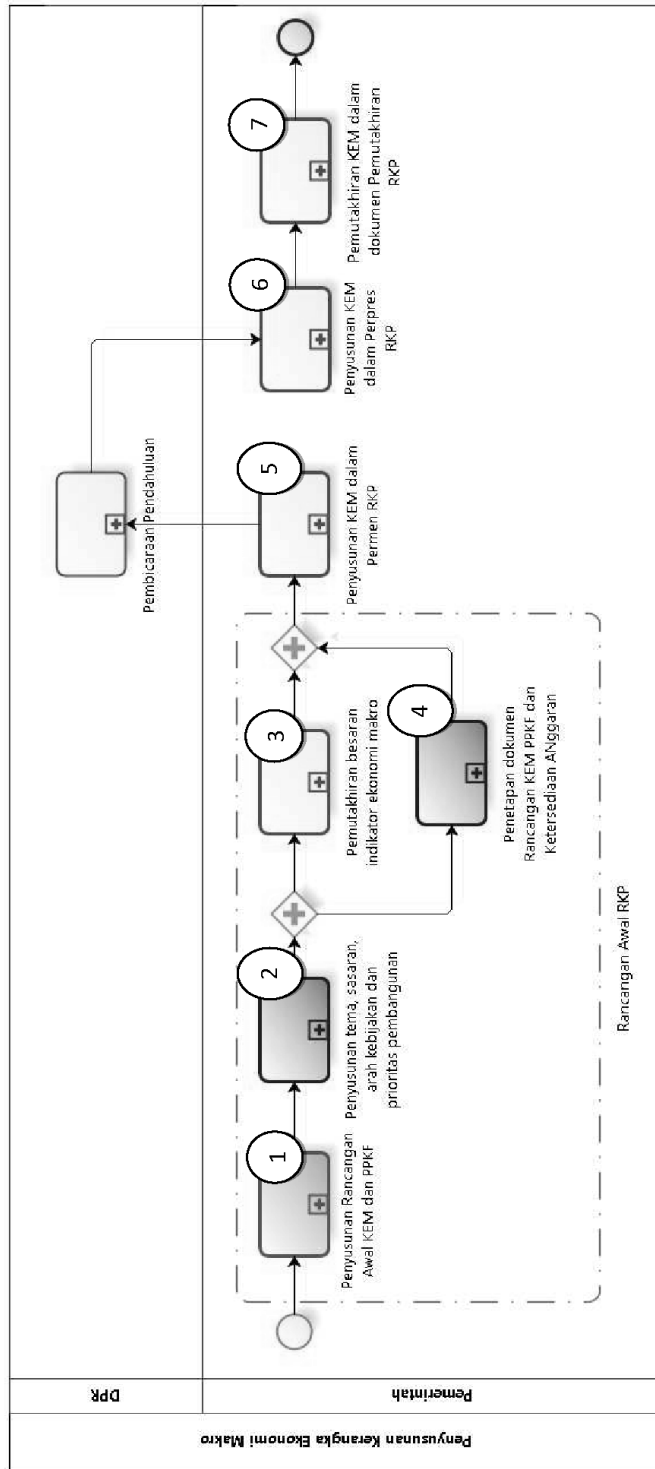 Penyusunan Kerangka Ekonomi Makro
DPR
Pemerintah
Pembicaraan Pendahuluan
1
Penyusunan Rancangan
Awal KEM dan PPKF
2
Penyusunan tema, sasaran,
arah kebijakan dan
prioritas pembangunan
3
Pemutakhiran besaran
indikator ekonomi makro
4
Penetapan dokumen
Rancangan KEM PPKF dan
Ketersediaan ANggaran
Rancangan Awal RKP
5
Penyusunan KEM dalam
Permen RKP
6
Penyusunan KEM
dalam Perpres
RKP
7
Pemutakhiran KEM dalam
dokumen Pemutakhiran
RKP